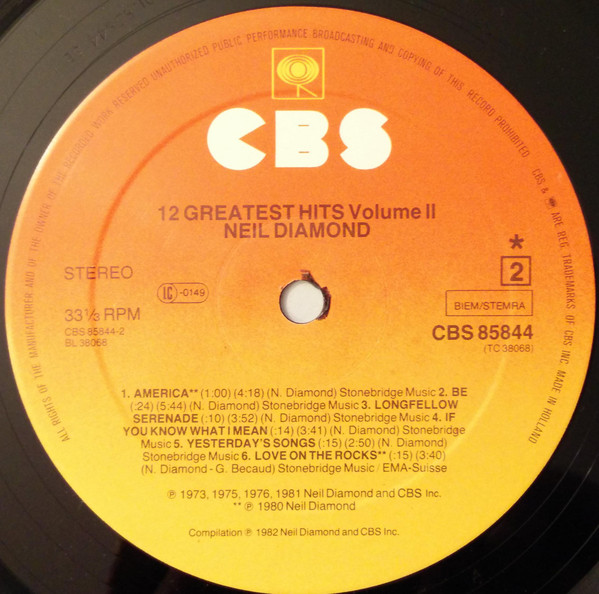 ALL RIGHTS OF THE MANUFACTURER AND OF THE OWNER OF THE RECORDING WORK RESERVED UNAUTHORIZED PUBLIC PERFORMANCE BROADCASTING AND COPYING OF THIS RECORD PROHIBITED
CBS & ARE REG. TRADEMARKS OF CBS INC. MADE IN HOLLAND
CBS
12 GREATEST HITS Volume II
NEIL DIAMOND
STEREO
LC -0149
*
2
33⅓ RPM
BIEM/STEMRA
CBS 85844-2
CBS 85844
BL 38068
(TC 38068)
1. AMERICA** (1:00) (4:18) (N. Diamond) Stonebridge Music 2. BE
(:24) (5:44) (N. Diamond) Stonebridge Music 3. LONGFELLOW
SERENADE (:10) (3:52) (N. Diamond) Stonebridge Music 4. IF
YOU KNOW WHAT I MEAN (:14) (3:41) (N. Diamond) Stonebridge
Music 5. YESTERDAY'S SONGS (:15) (2:50) (N. Diamond)
Stonebridge Music 6. LOVE ON THE ROCKS** (:15) (3:40)
(N. Diamond - G. Becaud) Stonebridge Music / EMA-Suisse
℗ 1973, 1975, 1976, 1981 Neil Diamond and CBS Inc.
** ℗ 1980 Neil Diamond
Compilation ℗ 1982 Neil Diamond and CBS Inc.